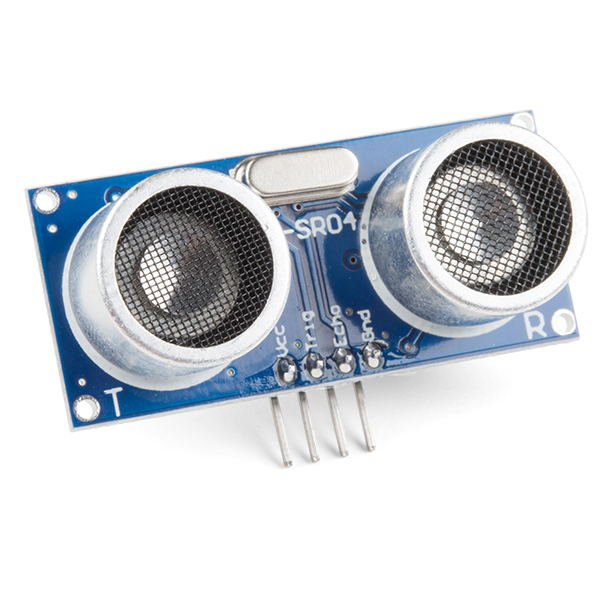 -SR04
Vcc
Trig
Echo
Gnd
T
R